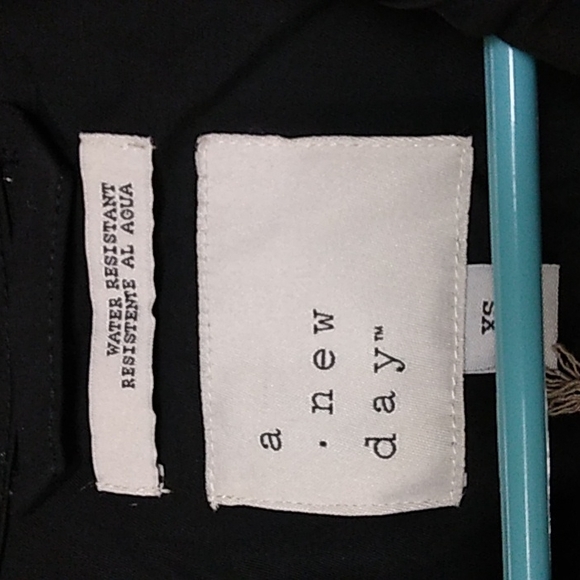 WATER RESISTANT
RESISTENTE AL AGUA
a
. new
day™
XS